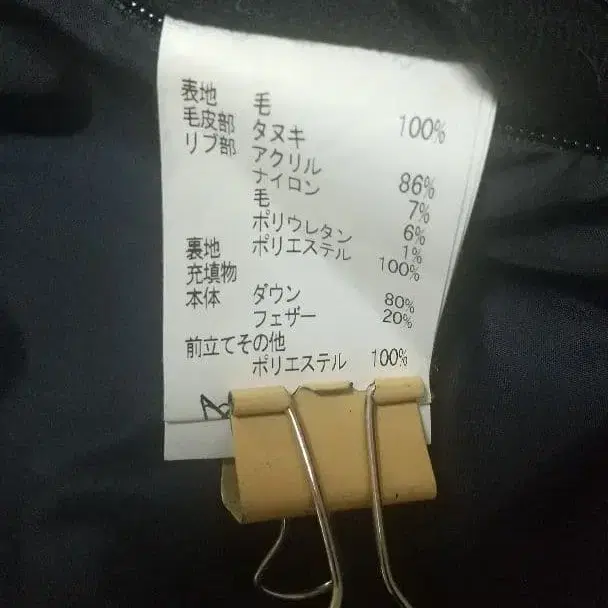 表地 毛 100%
毛皮部 タヌキ
リブ部 アクリル 86%
ナイロン 7%
毛 6%
ポリウレタン 1%
裏地 ポリエステル 100%
充填物
本体 ダウン 80%
フェザー 20%
前立てその他
ポリエステル 100%